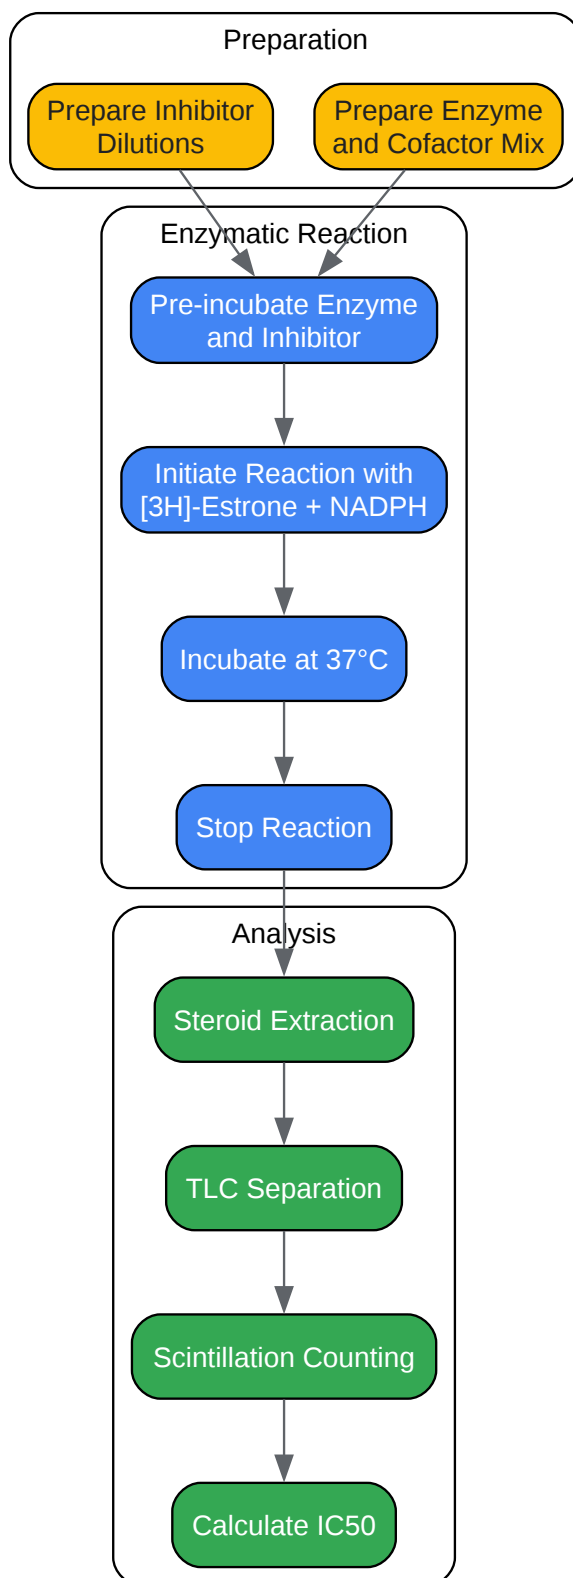 Preparation
Prepare Inhibitor
Dilutions
Prepare Enzyme
and Cofactor Mix
Enzymatic Reaction
Pre-incubate Enzyme
and Inhibitor
Initiate Reaction with
[3H]-Estrone + NADPH
Incubate at 37°C
Stop Reaction
Analysis
Steroid Extraction
TLC Separation
Scintillation Counting
Calculate IC50